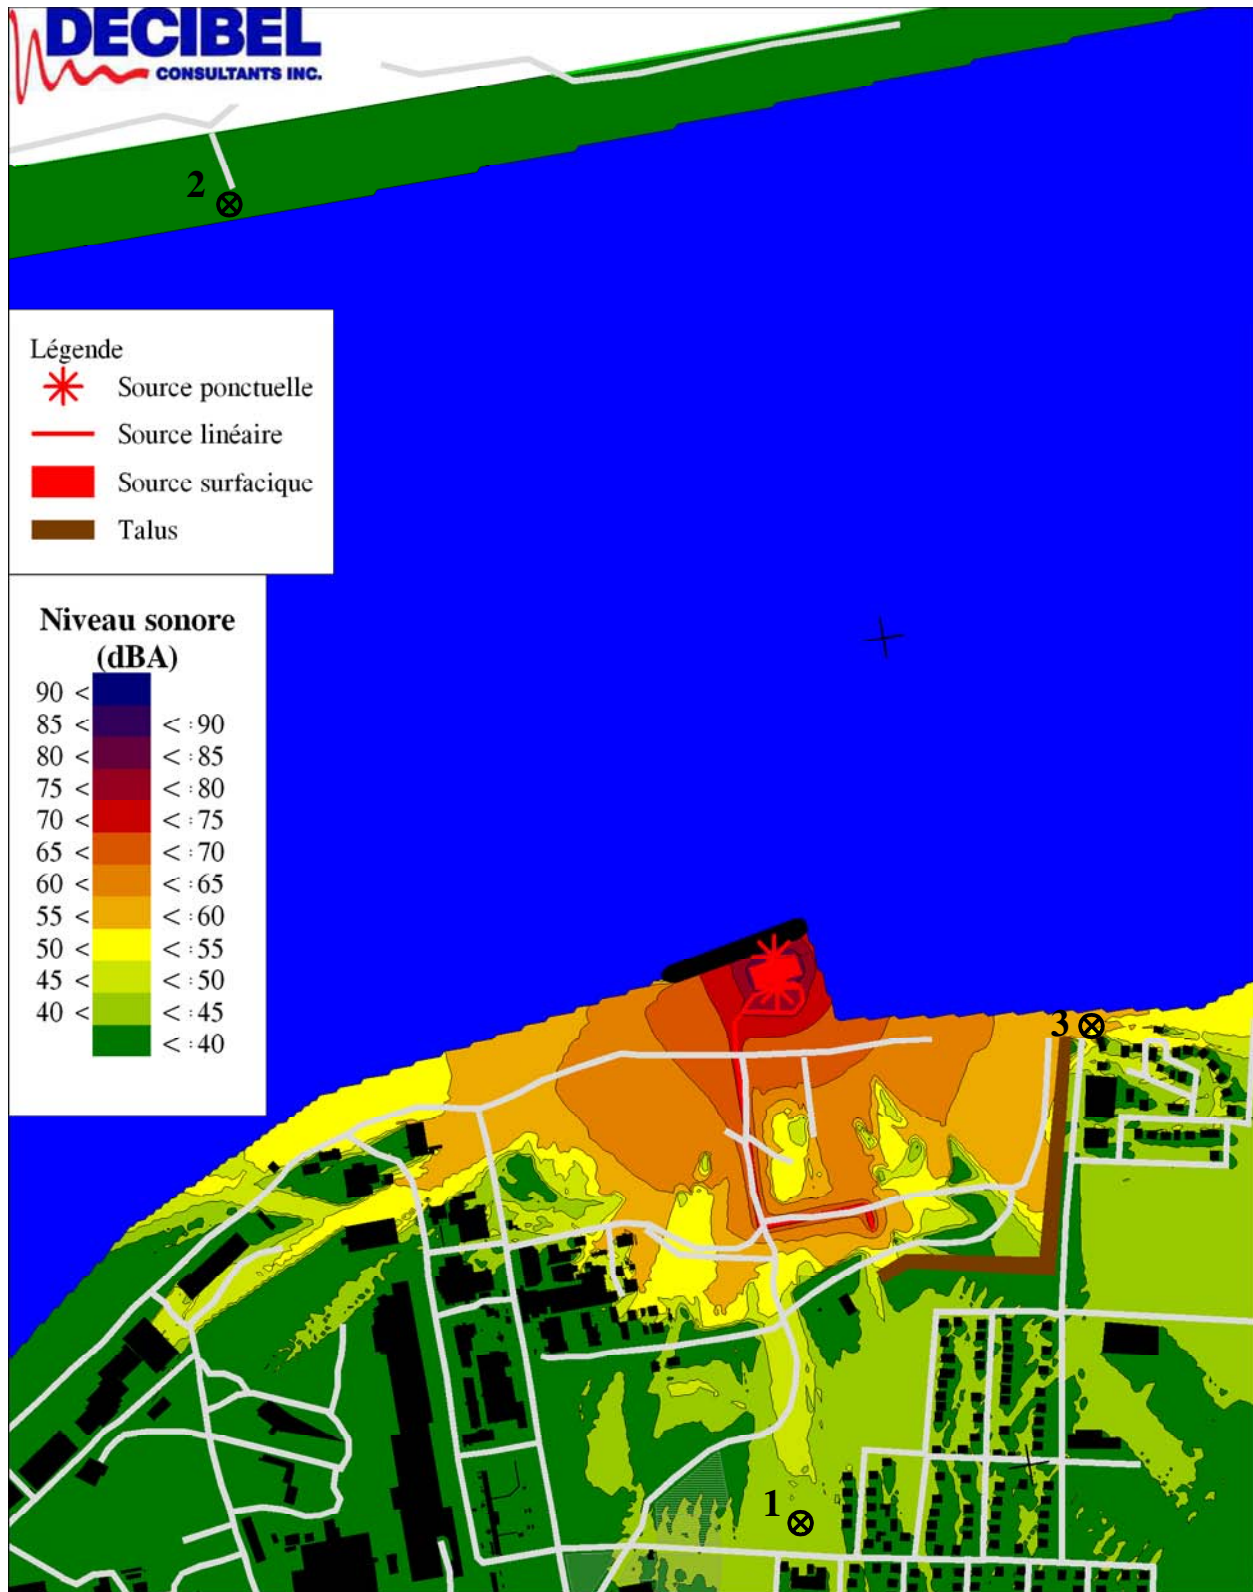 DECIBEL
CONSULTANTS INC.
2
Légende
Source ponctuelle
Source linéaire
Source surfacique
Talus
Niveau sonore
(dBA)
90 <
85 < < : 90
80 < < : 85
75 < < : 80
70 < < : 75
65 < < : 70
60 < < : 65
55 < < : 60
50 < < : 55
45 < < : 50
40 < < : 45
< : 40
3
1